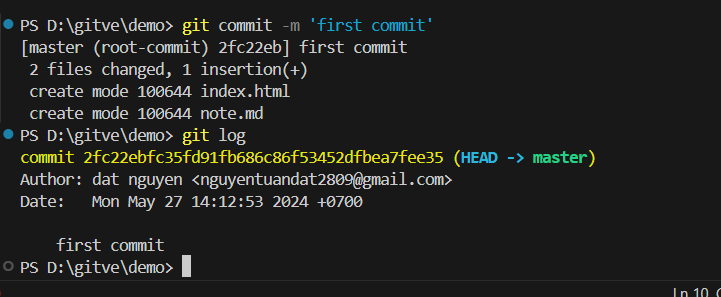 PS D:\gitve\demo> git commit -m 'first commit'
[master (root-commit) 2fc22eb] first commit
 2 files changed, 1 insertion(+)
 create mode 100644 index.html
 create mode 100644 note.md
PS D:\gitve\demo> git log
commit 2fc22ebfc35fd91fb686c86f53452dfbea7fee35 (HEAD -> master)
Author: dat nguyen <nguyentuandat2809@gmail.com>
Date:   Mon May 27 14:12:53 2024 +0700

    first commit
PS D:\gitve\demo>
Ln 10,